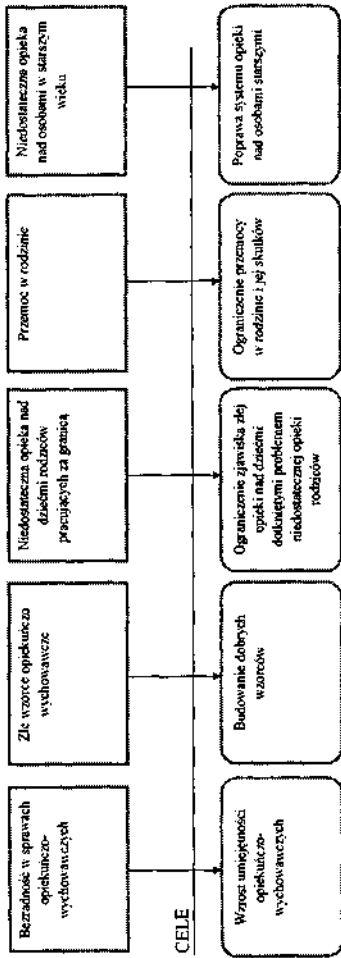 Bezradność w sprawach
opiekuńczo-
wychowawczych
Złe wzorce opiekuńczo
wychowawcze
Niedostateczna opieka nad
dziećmi rodziców
pracujących za granicą
Przemoc w rodzinie
Niedostateczna opieka
nad osobami w starszym
wieku
CELE
Wzrost umiejętności
opiekuńczo-
wychowawczych
Budowanie dobrych
wzorców
Ograniczenie zjawiska złej
opieki nad dziećmi
dotkniętymi problemem
niedostatecznej opieki
rodziców
Ograniczenie przemocy
w rodzinie i jej skutków
Poprawa systemu opieki
nad osobami starszymi